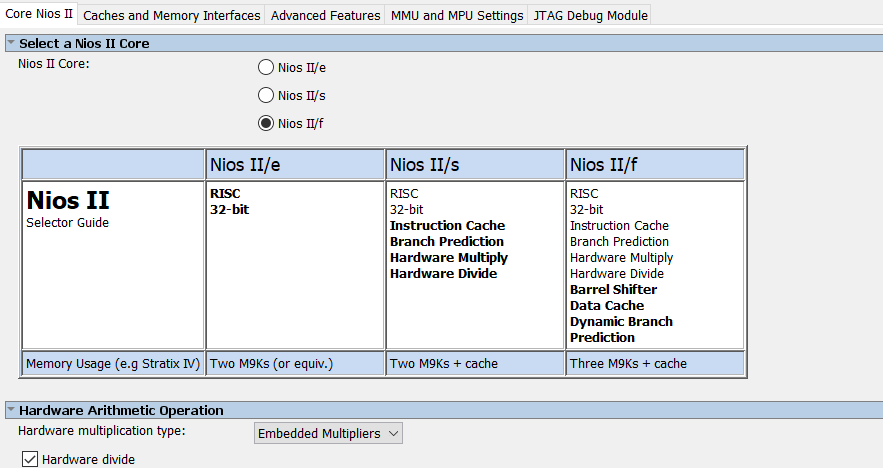 Core Nios II
Caches and Memory Interfaces
Advanced Features
MMU and MPU Settings
JTAG Debug Module
Select a Nios II Core
Nios II Core:
Nios II/e
Nios II/s
Nios II/f
Nios II/e
Nios II/s
Nios II/f
Nios II
Selector Guide
RISC
32-bit
RISC
32-bit
Instruction Cache
Branch Prediction
Hardware Multiply
Hardware Divide
RISC
32-bit
Instruction Cache
Branch Prediction
Hardware Multiply
Hardware Divide
Barrel Shifter
Data Cache
Dynamic Branch
Prediction
Memory Usage (e.g Stratix IV)
Two M9Ks (or equiv.)
Two M9Ks + cache
Three M9Ks + cache
Hardware Arithmetic Operation
Hardware multiplication type:
Embedded Multipliers
Hardware divide